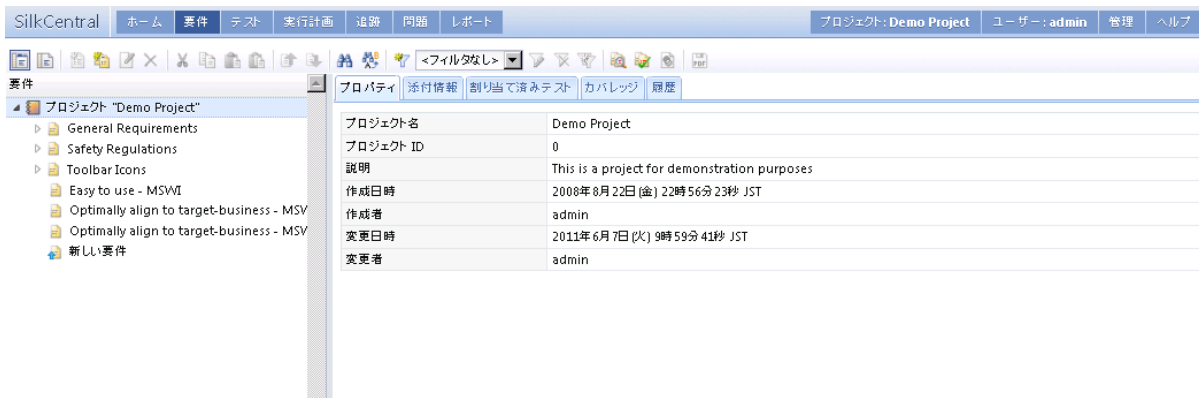 SilkCentral ホーム 要件 テスト 実行計画 追跡 問題 レポート プロジェクト: Demo Project ユーザー: admin 管理 ヘルプ
<フィルタなし> PDF
要件
プロジェクト "Demo Project"
General Requirements
Safety Regulations
Toolbar Icons
Easy to use - MSWI
Optimally align to target-business - MSV
Optimally align to target-business - MSV
新しい要件
プロパティ 添付情報 割り当て済みテスト カバレッジ 履歴
プロジェクト名 Demo Project
プロジェクト ID 0
説明 This is a project for demonstration purposes
作成日時 2008年8月22日(金) 22時56分23秒 JST
作成者 admin
変更日時 2011年6月7日(火) 9時59分41秒 JST
変更者 admin